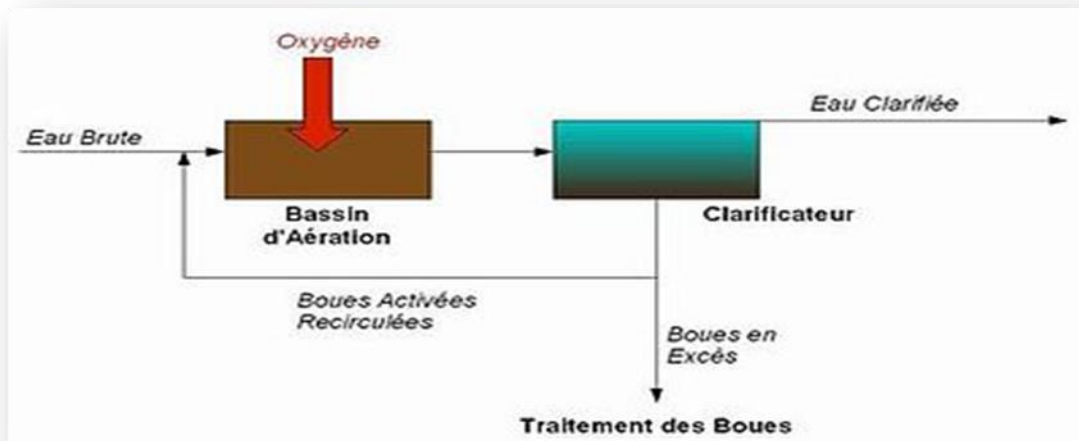 Oxygène
Eau Brute
Eau Clarifiée
Bassin
d'Aération
Clarificateur
Boues Activées
Recirculées
Boues en
Excès
Traitement des Boues